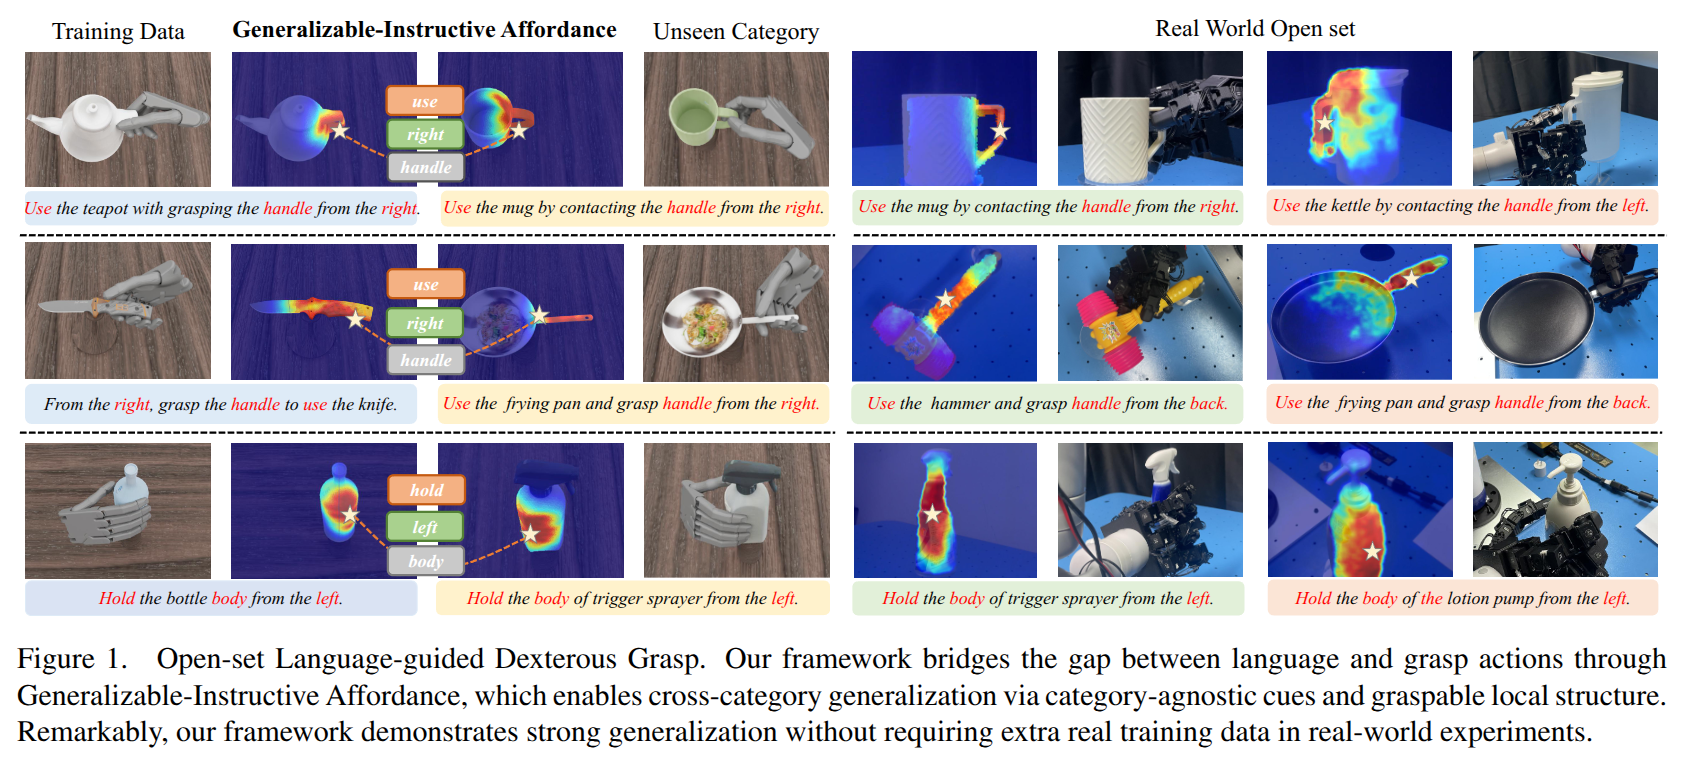 Training Data
Generalizable-Instructive Affordance
Unseen Category
Real World Open set
use
right
handle
Use the teapot with grasping the handle from the right.
Use the mug by contacting the handle from the right.
Use the mug by contacting the handle from the right.
Use the kettle by contacting the handle from the left.
use
right
handle
From the right, grasp the handle to use the knife.
Use the frying pan and grasp handle from the right.
Use the hammer and grasp handle from the back.
Use the frying pan and grasp handle from the back.
hold
left
body
Hold the bottle body from the left.
Hold the body of trigger sprayer from the left.
Hold the body of trigger sprayer from the left.
Hold the body of the lotion pump from the left.
Figure 1. Open-set Language-guided Dexterous Grasp. Our framework bridges the gap between language and grasp actions through
Generalizable-Instructive Affordance, which enables cross-category generalization via category-agnostic cues and graspable local structure.
Remarkably, our framework demonstrates strong generalization without requiring extra real training data in real-world experiments.